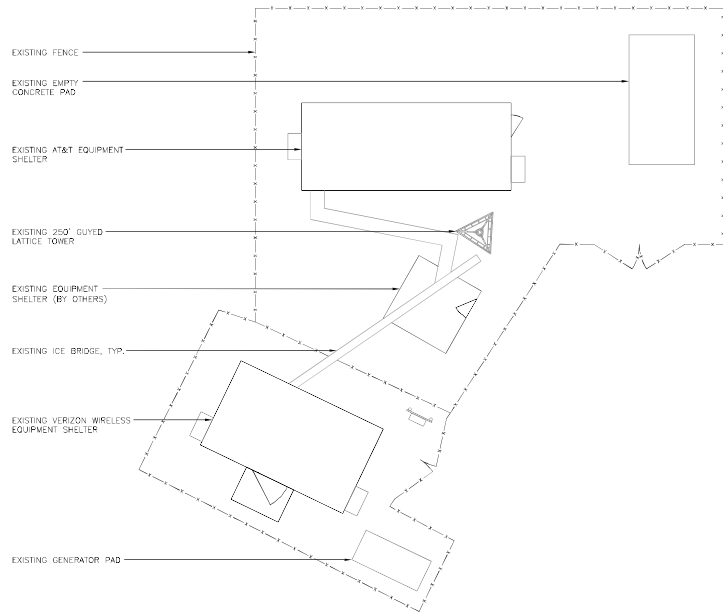 EXISTING FENCE
EXISTING EMPTY
CONCRETE PAD
EXISTING AT&T EQUIPMENT
SHELTER
EXISTING 250' GUYED
LATTICE TOWER
EXISTING EQUIPMENT
SHELTER (BY OTHERS)
EXISTING ICE BRIDGE, TYP.
EXISTING VERIZON WIRELESS
EQUIPMENT SHELTER
EXISTING GENERATOR PAD